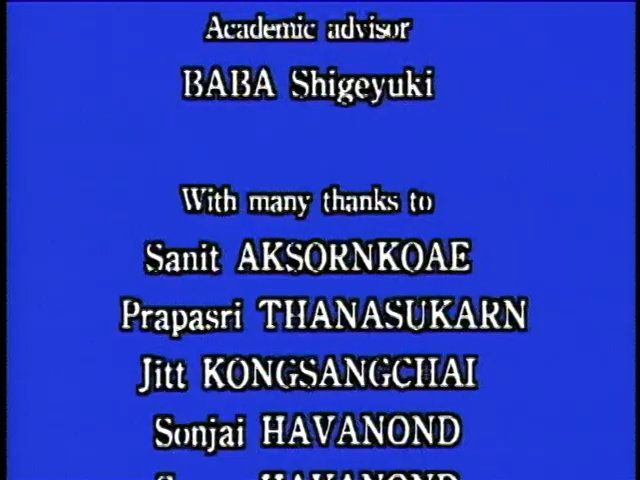 Academic advisor
BABA Shigeyuki
With many thanks to
Sanit AKSORNKOAE
Prapasri THANASUKARN
Jitt KONGSANGCHAI
Sonjai HAVANOND